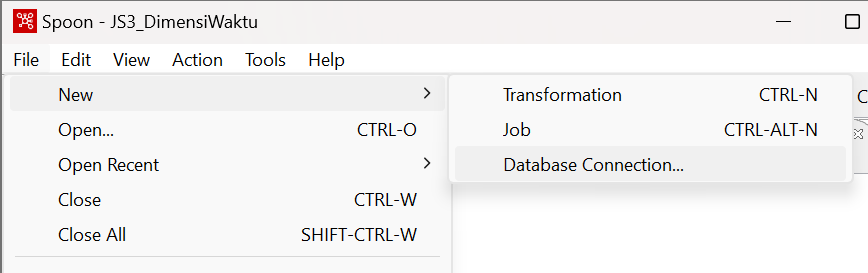 Spoon - JS3_DimensiWaktu
File Edit View Action Tools Help
New
Open... CTRL-O
Open Recent
Close CTRL-W
Close All SHIFT-CTRL-W
Transformation CTRL-N
Job CTRL-ALT-N
Database Connection...
C